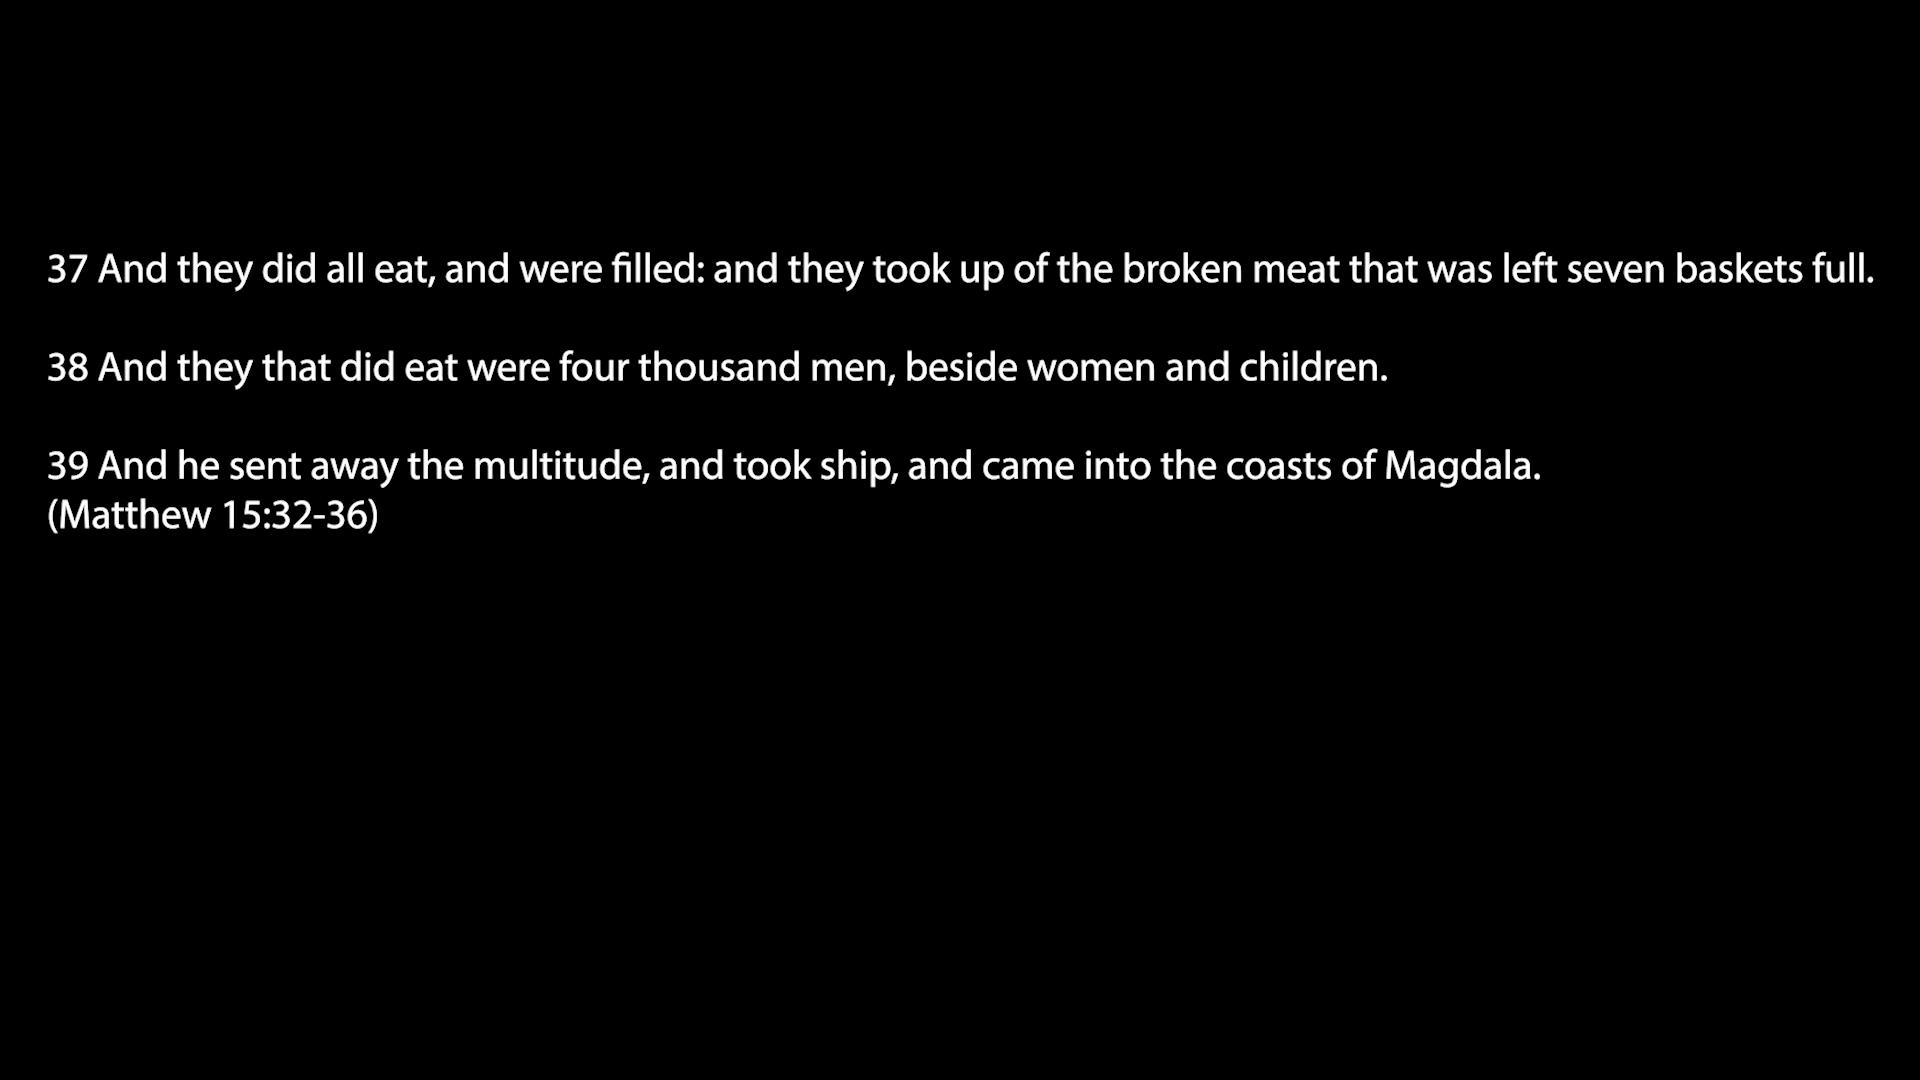 37 And they did all eat, and were filled: and they took up of the broken meat that was left seven baskets full.
38 And they that did eat were four thousand men, beside women and children.
39 And he sent away the multitude, and took ship, and came into the coasts of Magdala.
(Matthew 15:32-36)